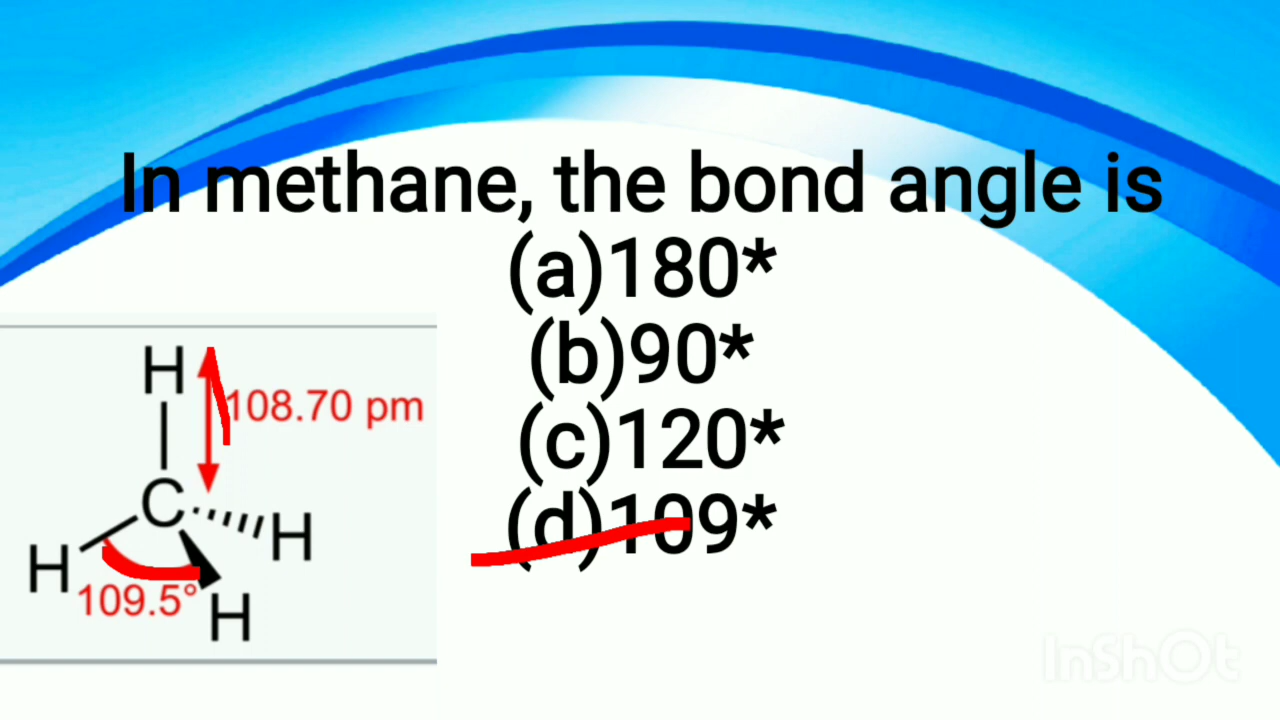 In methane, the bond angle is
(a)180*
(b)90*
(c)120*
(d)109*
H
108.70 pm
C
H
H
109.5°
H
InShOt